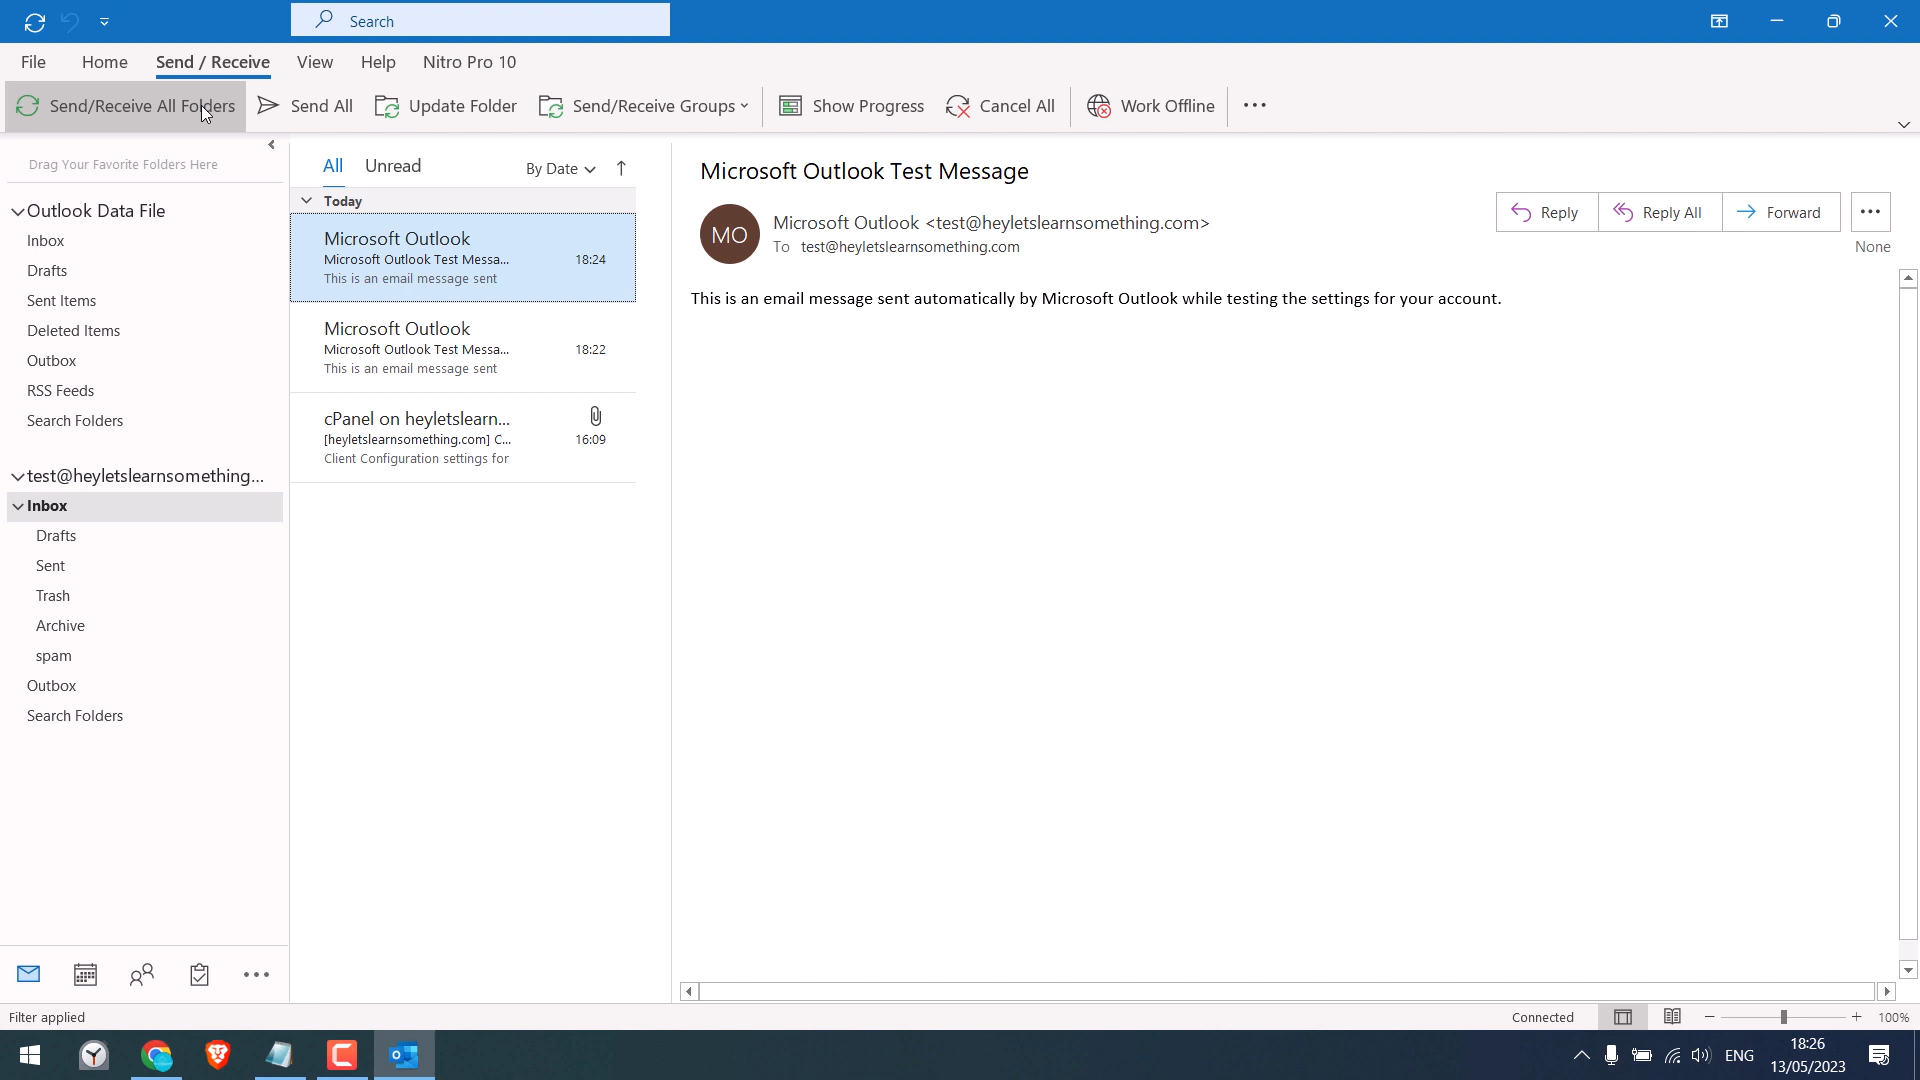 Search
File Home Send / Receive View Help Nitro Pro 10
Send/Receive All Folders Send All Update Folder Send/Receive Groups Show Progress Cancel All Work Offline
Drag Your Favorite Folders Here
Outlook Data File
Inbox
Drafts
Sent Items
Deleted Items
Outbox
RSS Feeds
Search Folders
test@heyletslearnsomething...
Inbox
Drafts
Sent
Trash
Archive
spam
Outbox
Search Folders
All Unread By Date
Today
Microsoft Outlook
Microsoft Outlook Test Messa... 18:24
This is an email message sent
Microsoft Outlook
Microsoft Outlook Test Messa... 18:22
This is an email message sent
cPanel on heyletslearn...
[heyletslearnsomething.com] C... 16:09
Client Configuration settings for
Microsoft Outlook Test Message
MO
Microsoft Outlook <test@heyletslearnsomething.com>
To test@heyletslearnsomething.com
Reply Reply All Forward
None
This is an email message sent automatically by Microsoft Outlook while testing the settings for your account.
Filter applied Connected 100%
ENG
18:26
13/05/2023